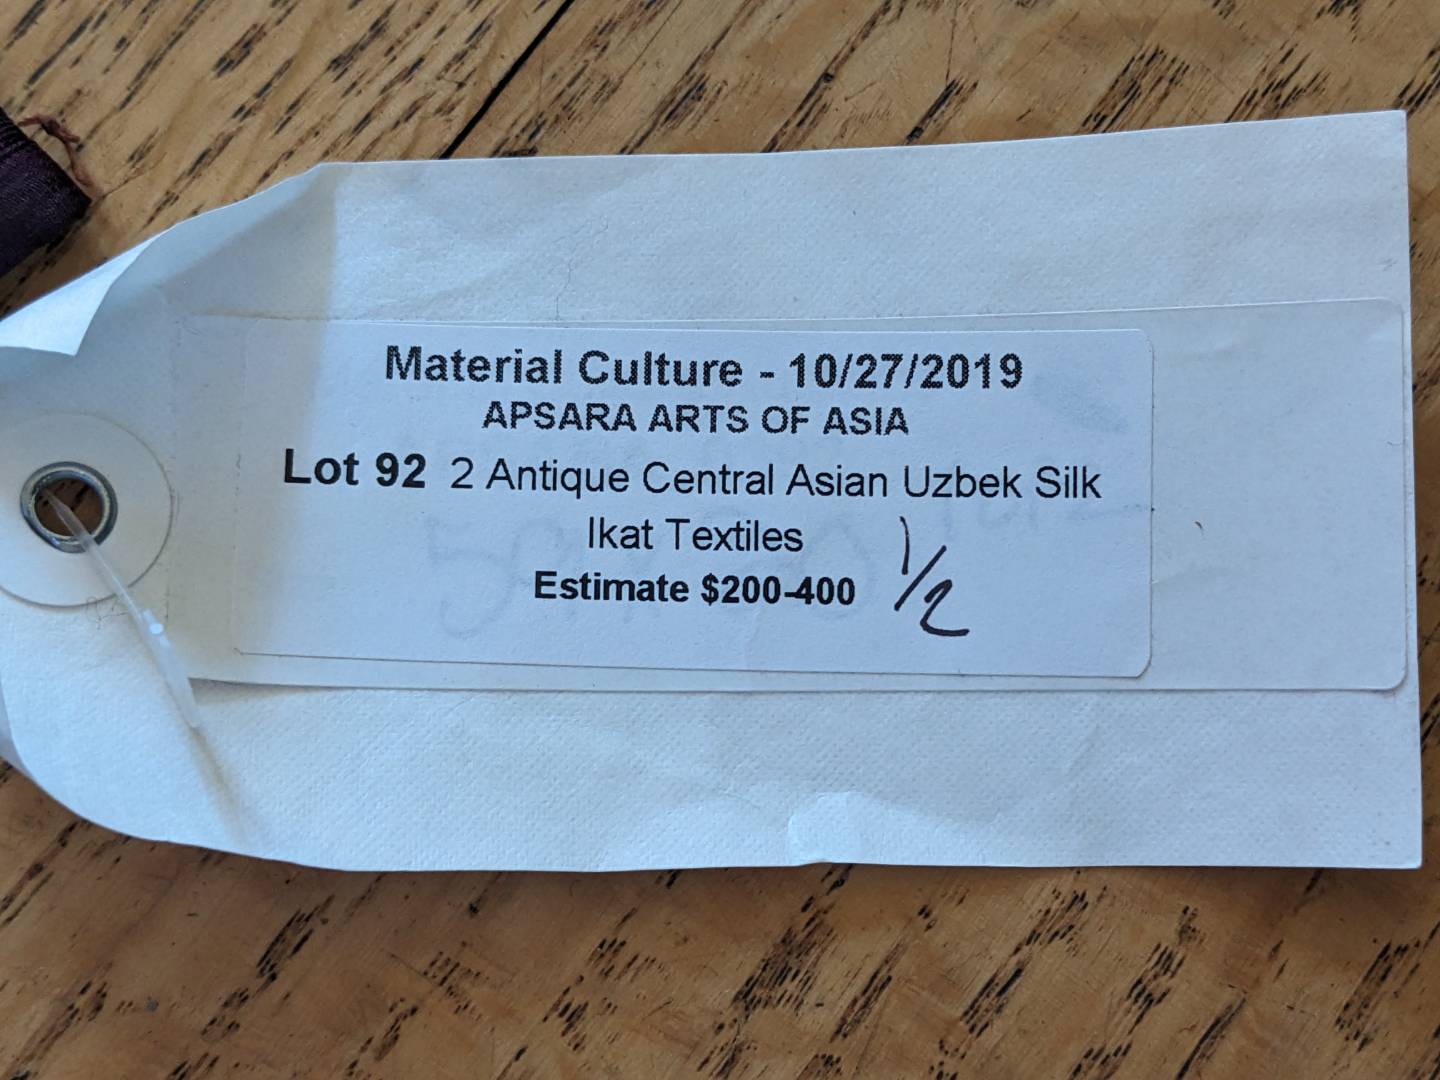 Material Culture - 10/27/2019
APSARA ARTS OF ASIA
Lot 92 2 Antique Central Asian Uzbek Silk
Ikat Textiles
Estimate $200-400 1/2